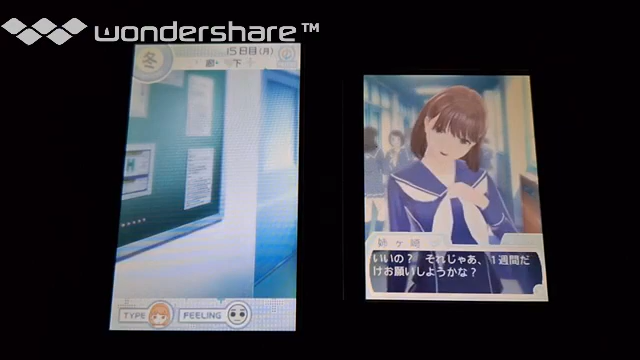 wondershare™
冬
15日目(月)
廊下
TYPE
FEELING
姉ヶ崎
いいの？ それじゃあ、1週間だ
けお願いしようかな？